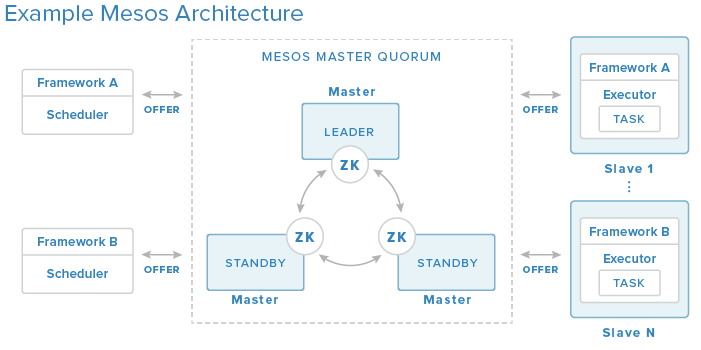 Example Mesos Architecture
MESOS MASTER QUORUM
Framework A
Scheduler
OFFER
Master
LEADER
ZK
OFFER
Framework A
Executor
TASK
Slave 1
Framework B
Scheduler
OFFER
ZK
STANDBY
Master
ZK
STANDBY
Master
OFFER
Framework B
Executor
TASK
Slave N